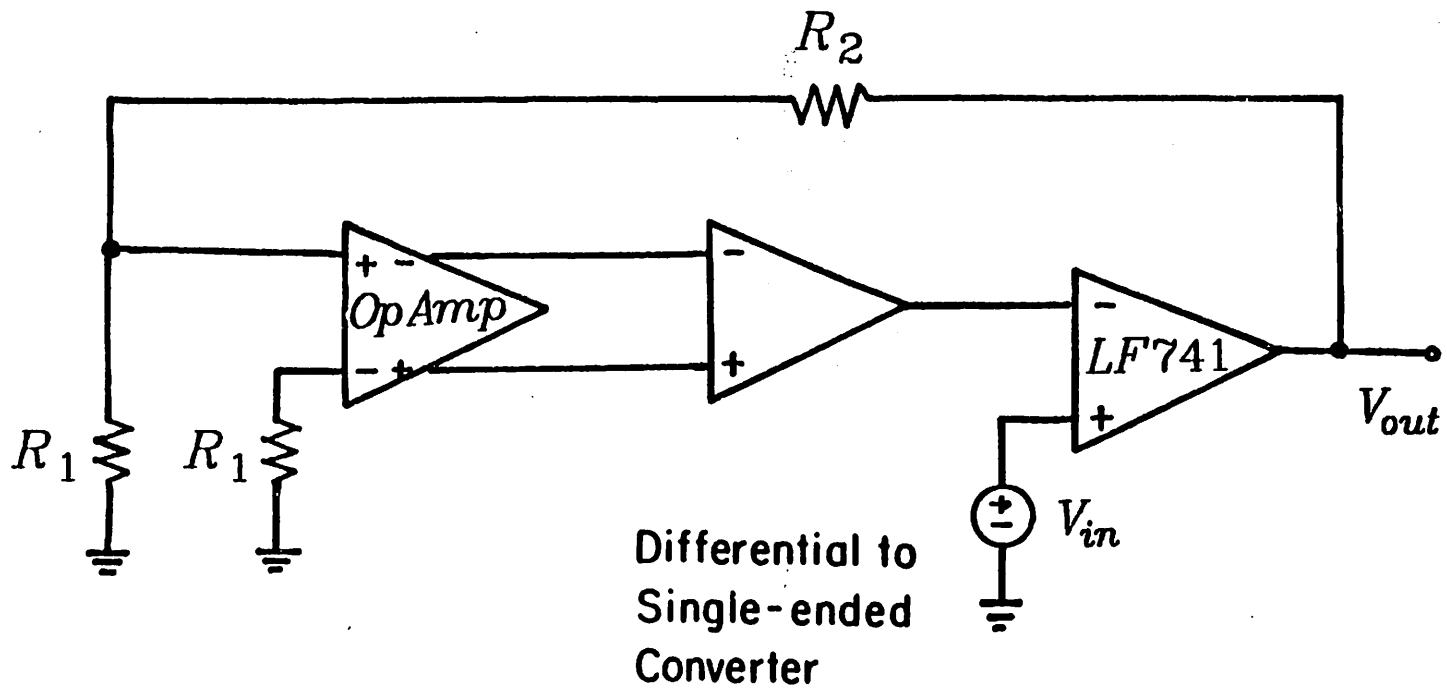 R2
+ -
OpAmp
- +
-
+
-
LF741
+
Vout
R1
R1
+
-
Vin
Differential to
Single-ended
Converter